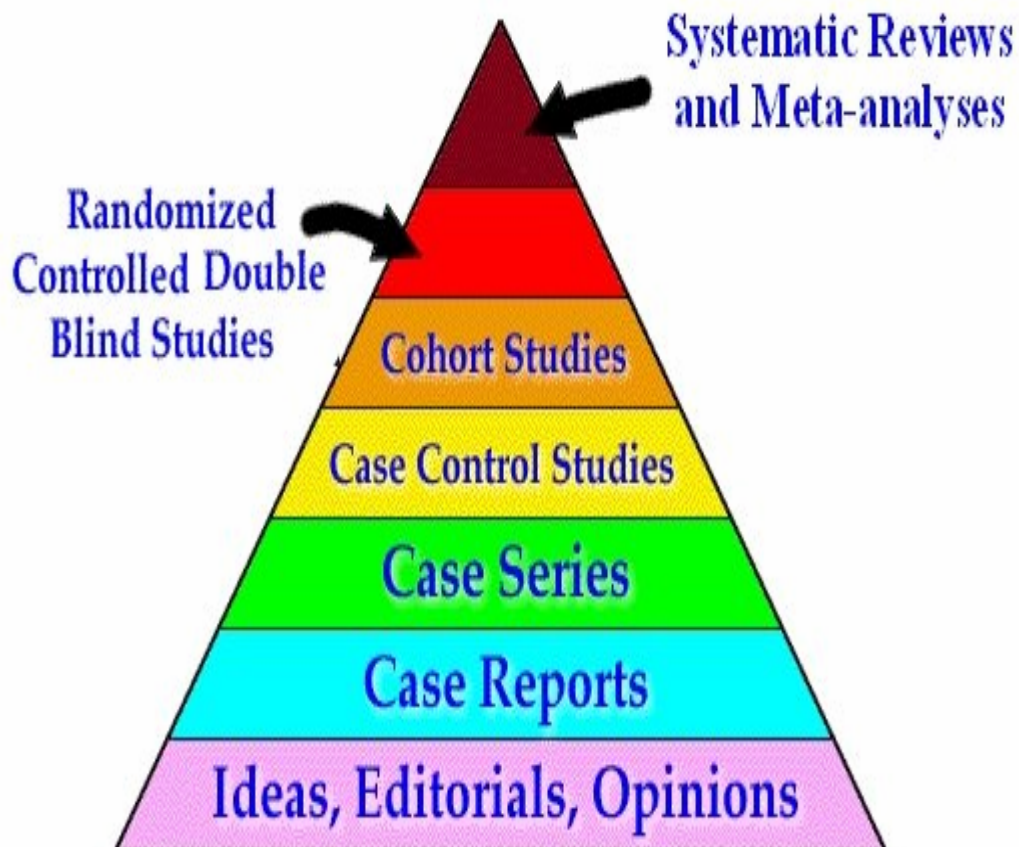 Systematic Reviews
and Meta-analyses
Randomized
Controlled Double
Blind Studies
Cohort Studies
Case Control Studies
Case Series
Case Reports
Ideas, Editorials, Opinions